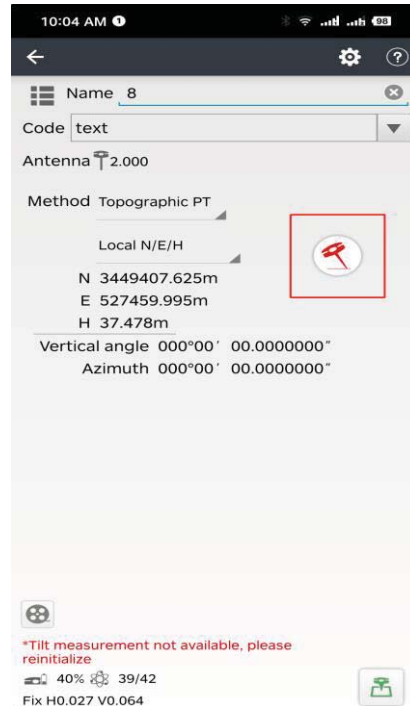 10:04 AM 1 98
?
Name 8
Code text
Antenna 2.000
Method Topographic PT
Local N/E/H
N 3449407.625m
E 527459.995m
H 37.478m
Vertical angle 000°00′ 00.0000000″
Azimuth 000°00′ 00.0000000″
*Tilt measurement not available, please
reinitialize
40% 39/42
Fix H0.027 V0.064